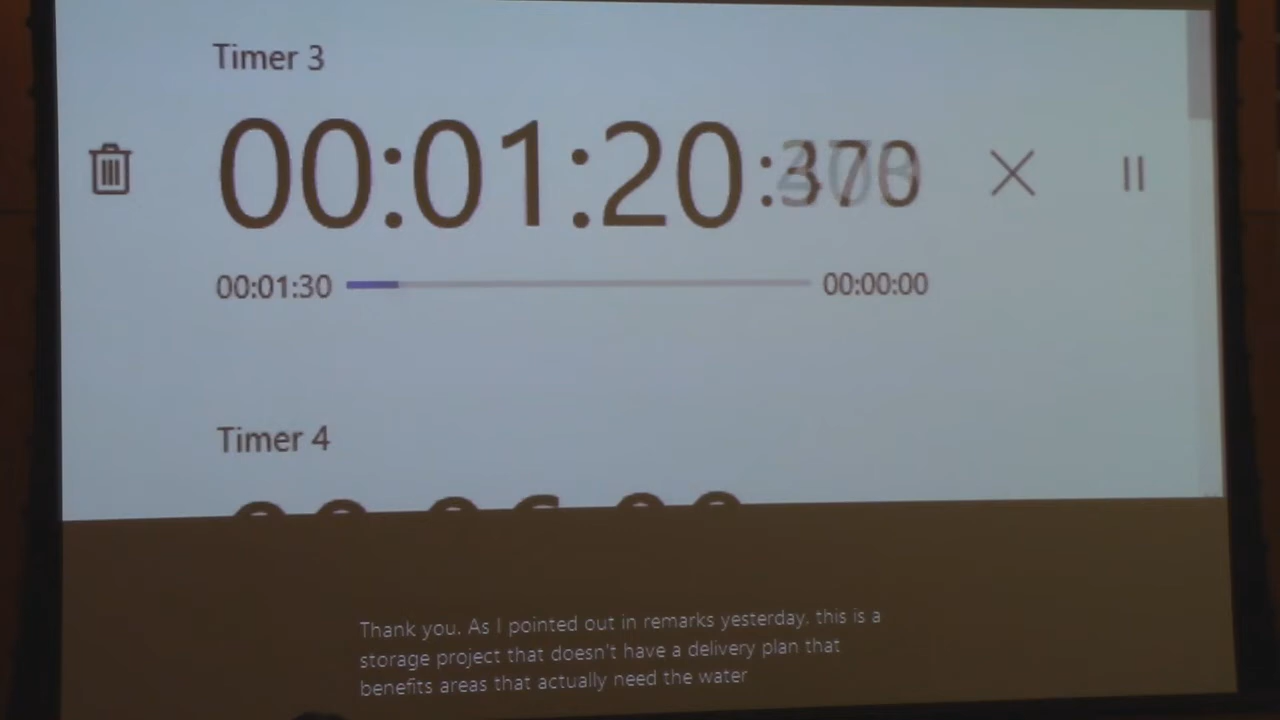 Timer 3
00:01:20
00:01:30
00:00:00
Timer 4
Thank you. As I pointed out in remarks yesterday, this is a
storage project that doesn't have a delivery plan that
benefits areas that actually need the water